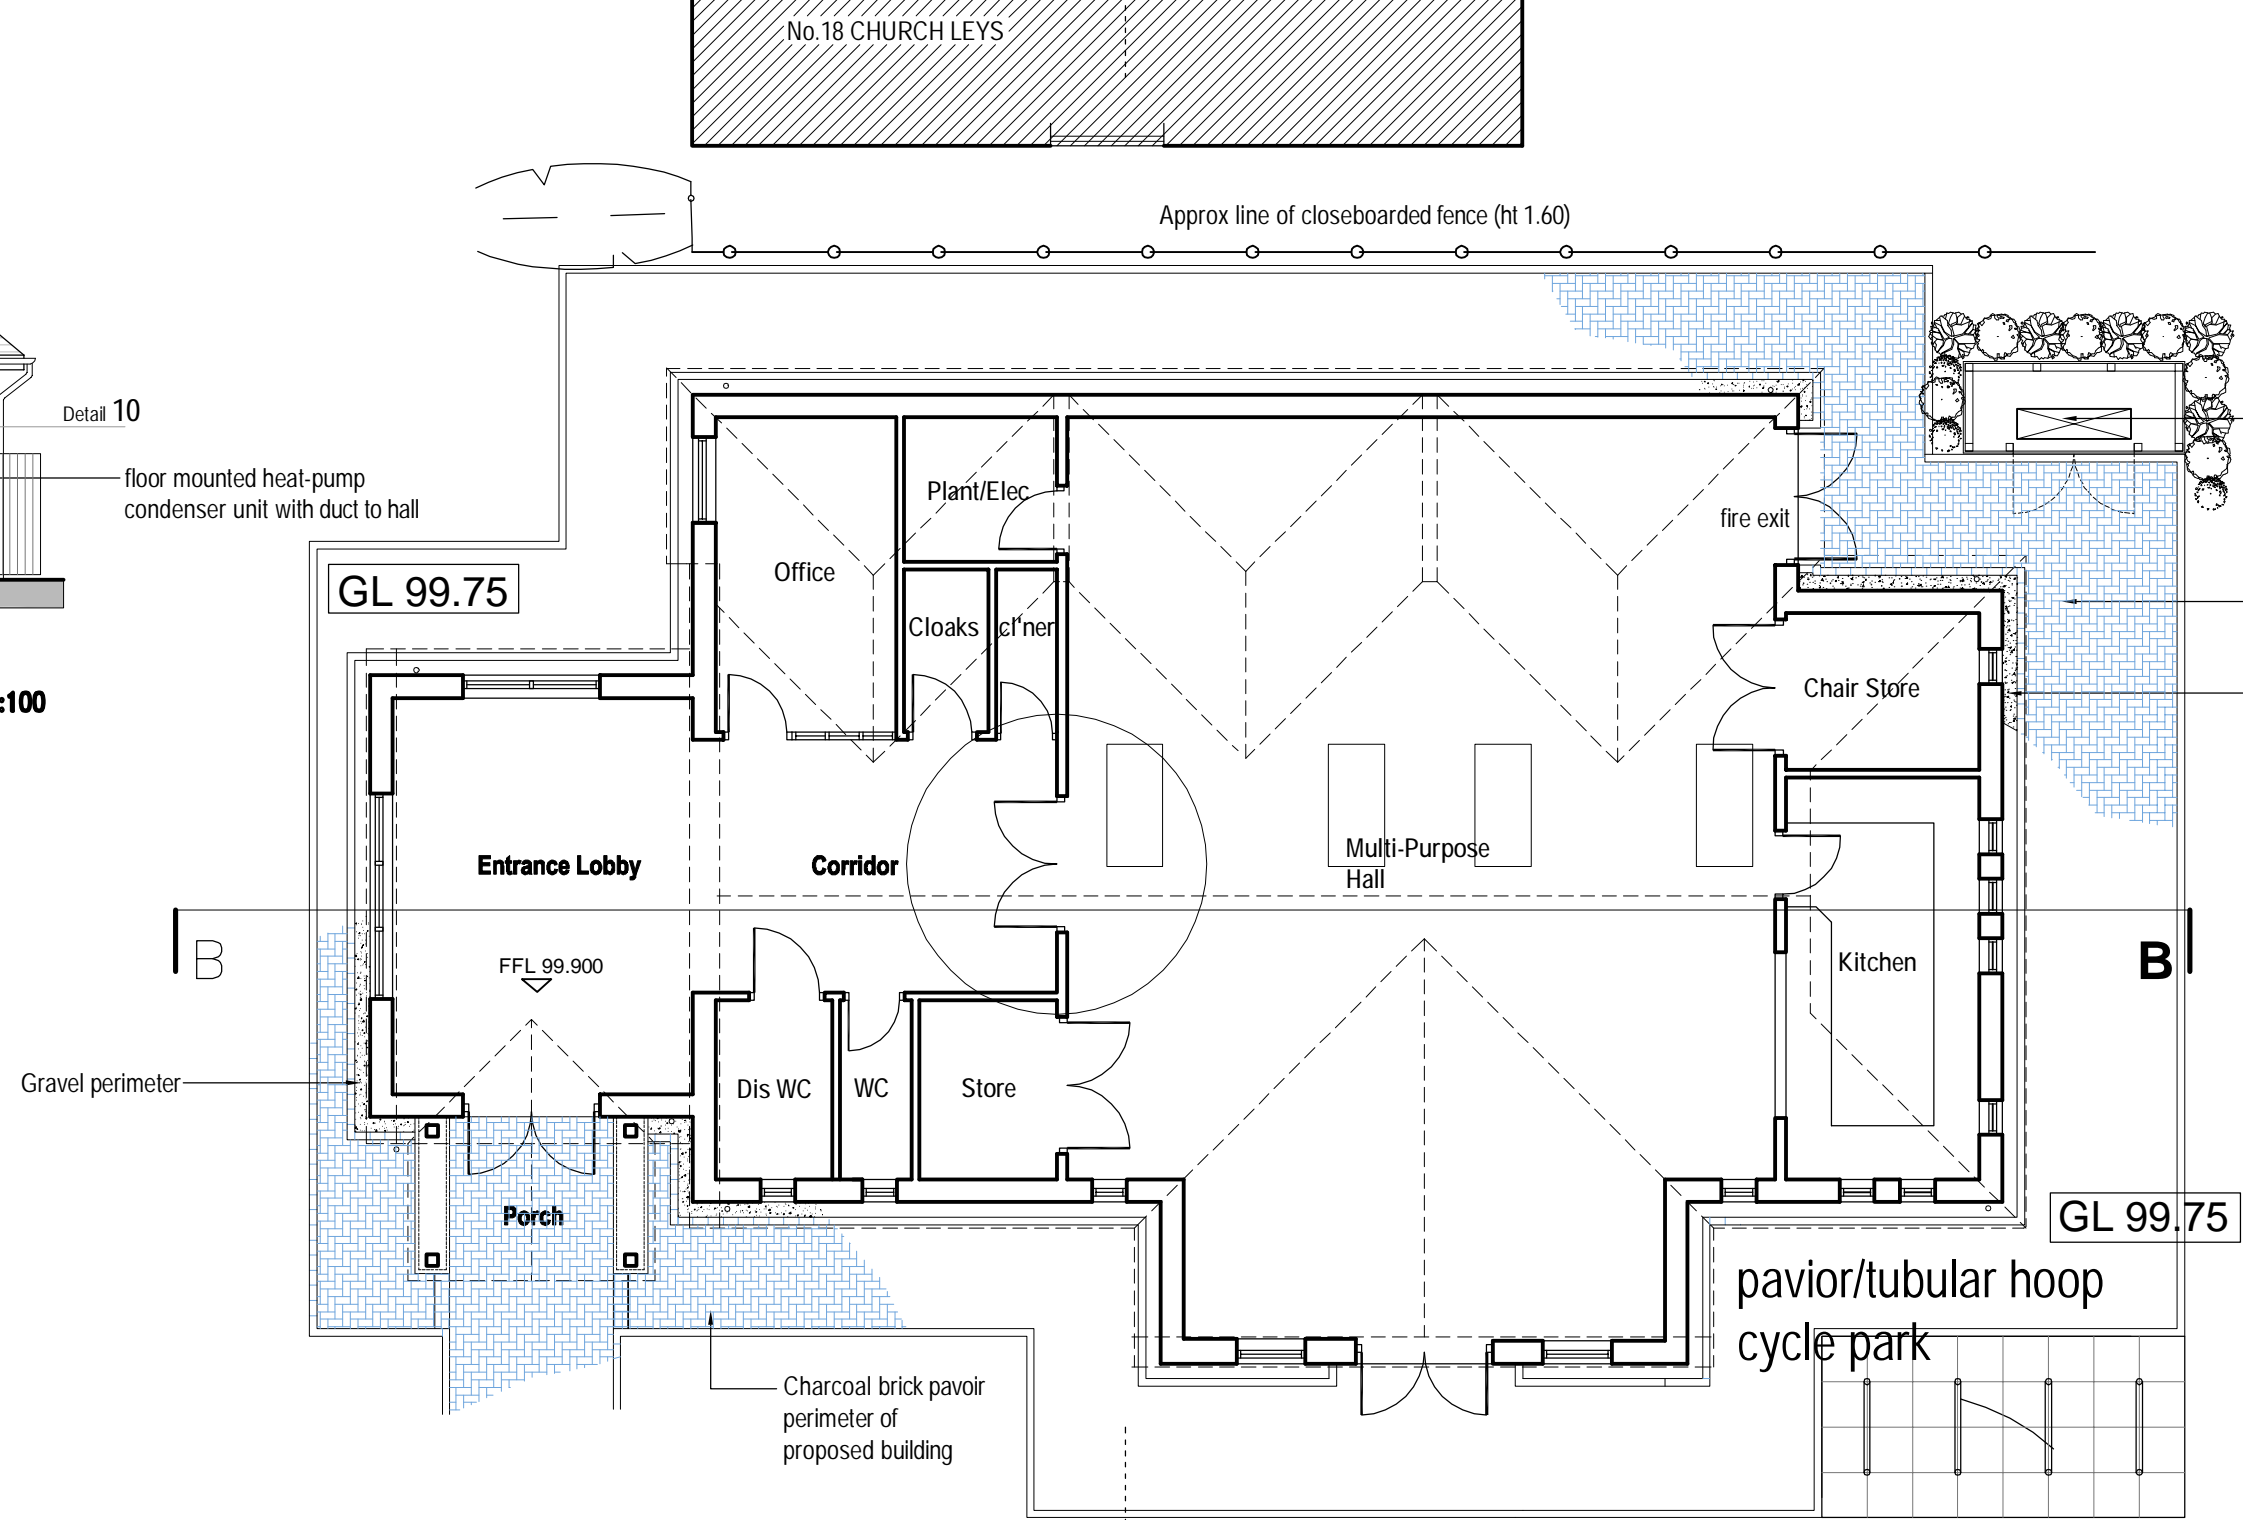 No.18 CHURCH LEYS
Approx line of closeboarded fence (ht 1.60)
Detail 10
floor mounted heat-pump
condenser unit with duct to hall
GL 99.75
:100
Plant/Elec
fire exit
Office
Cloaks
cl'ner
Chair Store
Entrance Lobby
Corridor
Multi-Purpose
Hall
B
B
FFL 99.900
Kitchen
Gravel perimeter
Dis WC
WC
Store
Porch
GL 99.75
pavior/tubular hoop
cycle park
Charcoal brick pavoir
perimeter of
proposed building